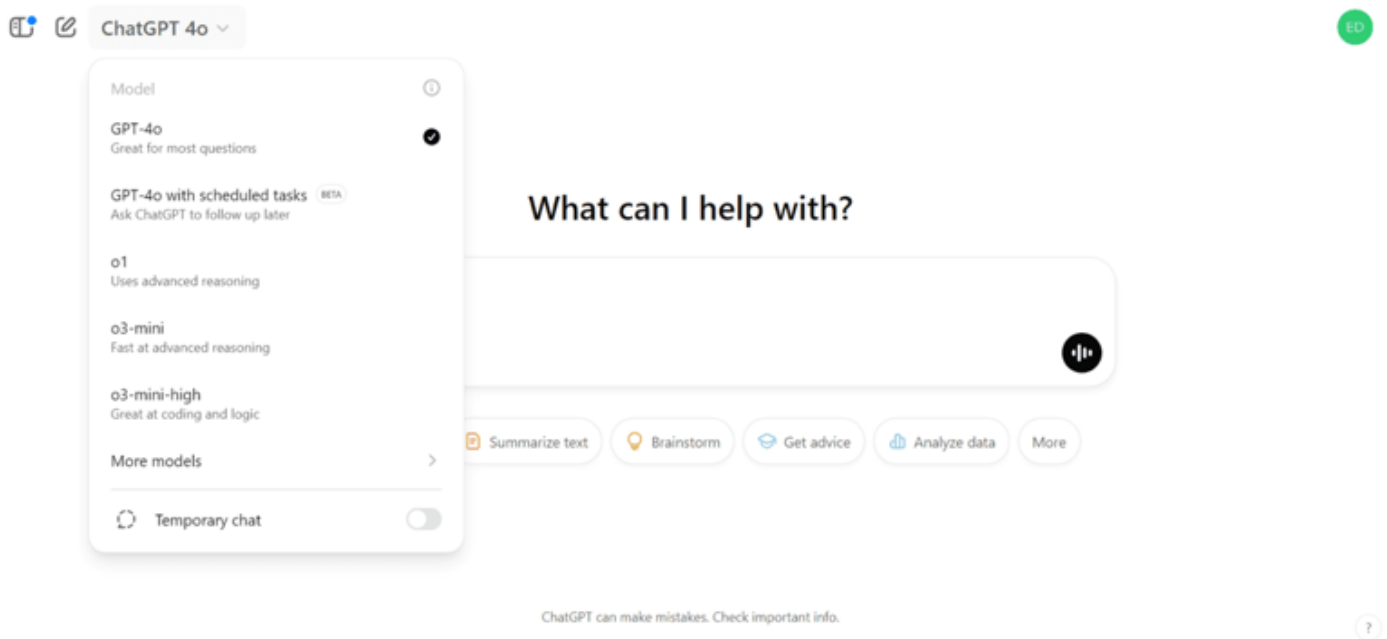 ChatGPT 4o
ED
Model
GPT-4o
Great for most questions
GPT-4o with scheduled tasks BETA
Ask ChatGPT to follow up later
o1
Uses advanced reasoning
o3-mini
Fast at advanced reasoning
o3-mini-high
Great at coding and logic
More models
Temporary chat
What can I help with?
Summarize text
Brainstorm
Get advice
Analyze data
More
ChatGPT can make mistakes. Check important info.
?